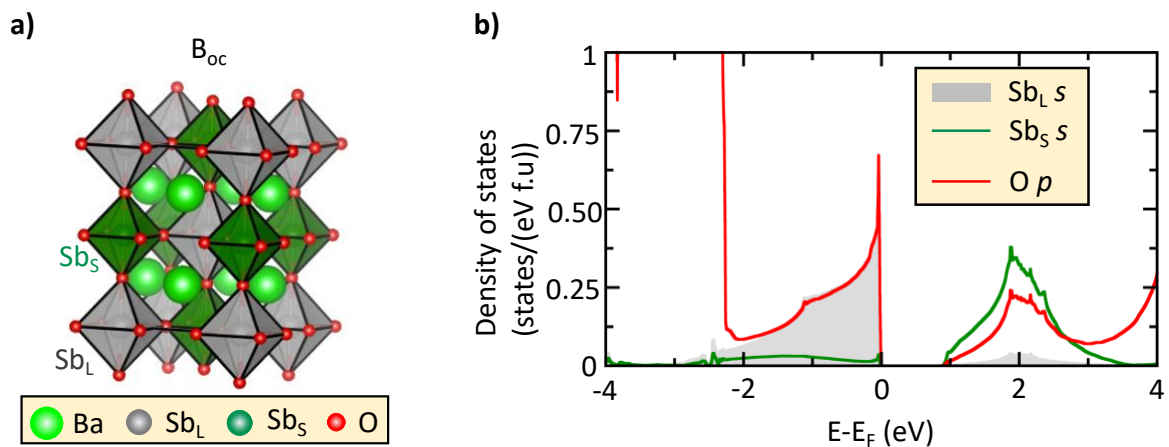 a)
B_oc
Sb_S
Sb_L
Ba Sb_L Sb_S O
b)
Density of states
(states/(eV f.u))
1
0.75
0.50
0.25
0
-4 -2 0 2 4
E-E_F (eV)
Sb_L s
Sb_S s
O p